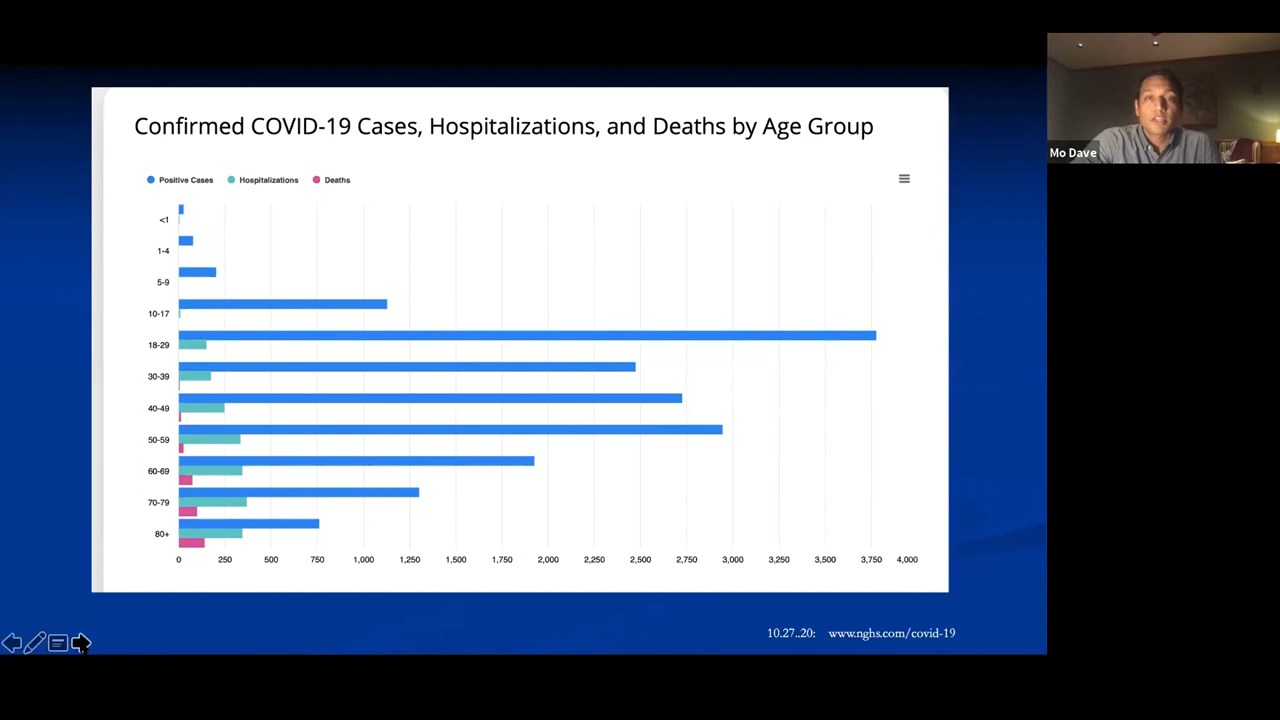 Confirmed COVID-19 Cases, Hospitalizations, and Deaths by Age Group
Positive Cases Hospitalizations Deaths
<1
1-4
5-9
10-17
18-29
30-39
40-49
50-59
60-69
70-79
80+
0 250 500 750 1,000 1,250 1,500 1,750 2,000 2,250 2,500 2,750 3,000 3,250 3,500 3,750 4,000
10.27..20: www.nghs.com/covid-19
Mo Dave